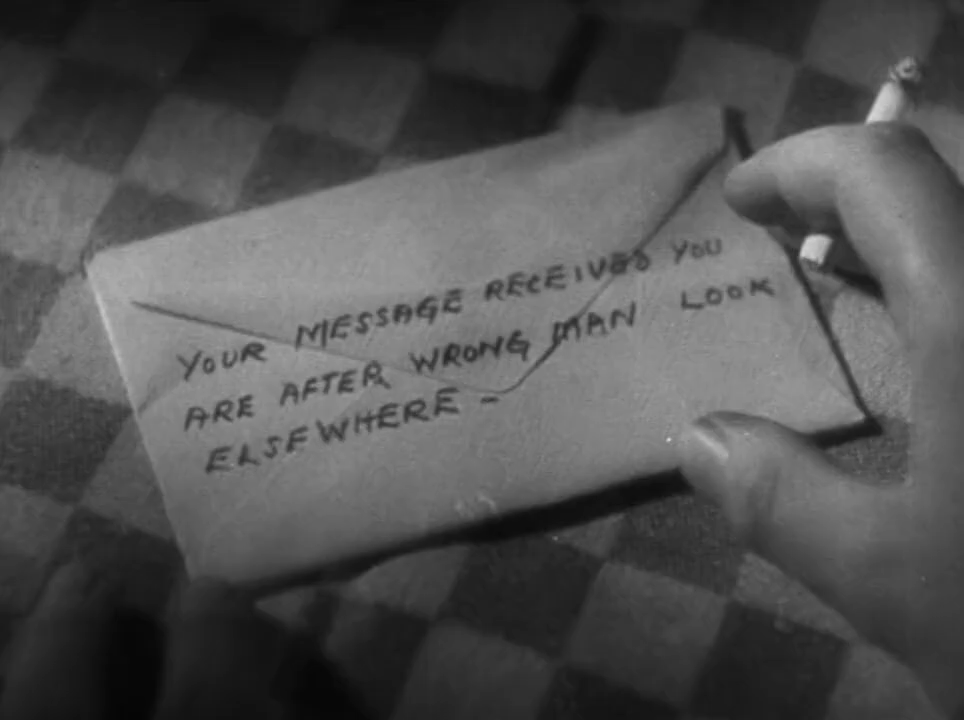 YOUR MESSAGE RECEIVED YOU
ARE AFTER WRONG MAN LOOK
ELSEWHERE -